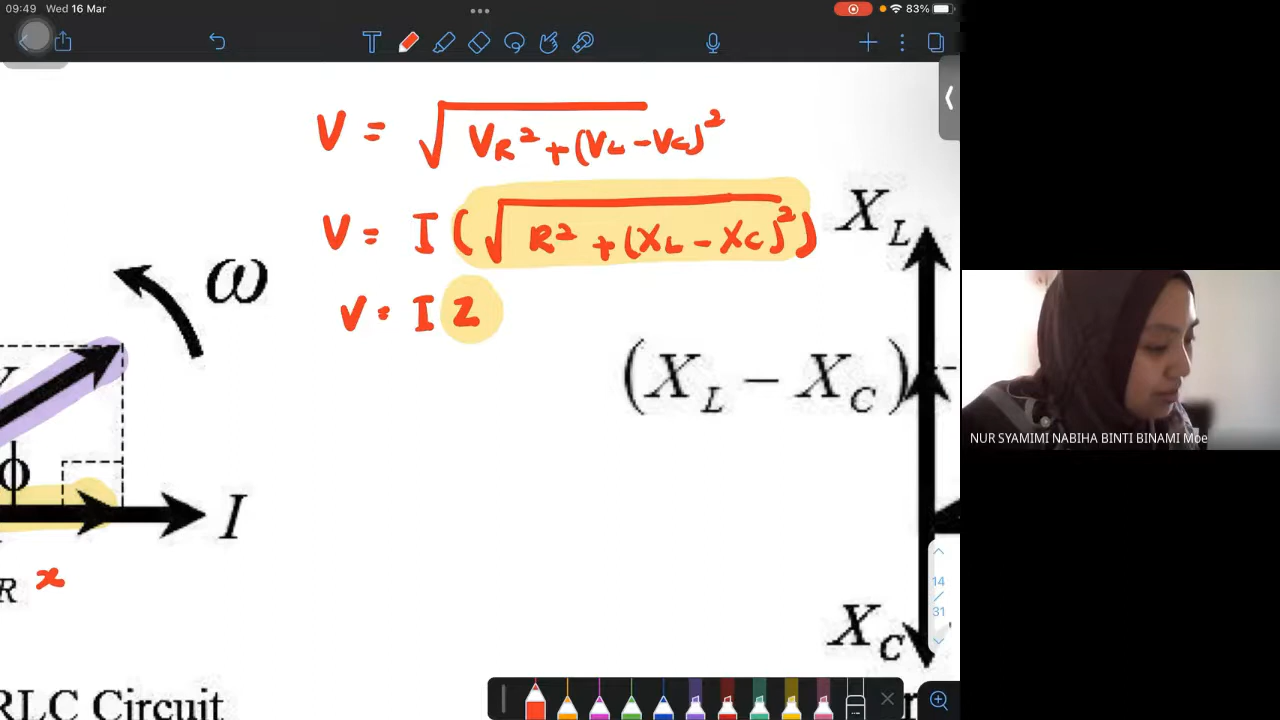 09:49 Wed 16 Mar
83%
T
V = √VR² + (VL - VC)²
V = I (√R² + (XL - XC)²)
V = I Z
ω
ϕ
I
R x
RLC Circuit
XL
(XL − XC)
XC
14
/
31
NUR SYAMIMI NABIHA BINTI BINAMI Moe